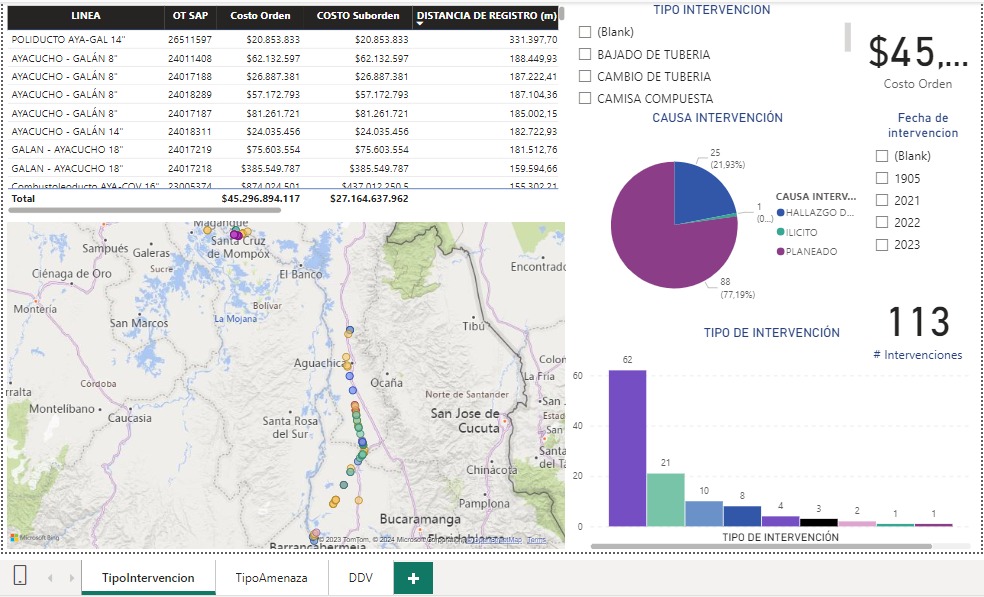 LINEA OT SAP Costo Orden COSTO Suborden DISTANCIA DE REGISTRO (m)
POLIDUCTO AYA-GAL 14" 26511597 $20.853.833 $20.853.833 331.397,70
AYACUCHO - GALÁN 8" 24011408 $62.132.597 $62.132.597 188.449,93
AYACUCHO - GALÁN 8" 24017188 $26.887.381 $26.887.381 187.222,41
AYACUCHO - GALÁN 8" 24018289 $57.172.793 $57.172.793 187.104,36
AYACUCHO - GALÁN 8" 24017187 $81.261.721 $81.261.721 185.002,15
AYACUCHO - GALÁN 14" 24018311 $24.035.456 $24.035.456 182.722,93
GALAN - AYACUCHO 18" 24017219 $75.603.554 $75.603.554 181.512,76
GALAN - AYACUCHO 18" 24017218 $385.549.787 $385.549.787 159.594,66
Combustoleoducto AYA-COV 16" 23005374 $874.024.501 $437.012.250,5 155.302,21
Total $45.296.894.117 $27.164.637.962
TIPO INTERVENCION
(Blank)
BAJADO DE TUBERIA
CAMBIO DE TUBERIA
CAMISA COMPUESTA
$45,...
Costo Orden
CAUSA INTERVENCIÓN
25
(21,93%)
1
(0...)
88
(77,19%)
CAUSA INTERV...
HALLAZGO D...
ILICITO
PLANEADO
Fecha de
intervencion
(Blank)
1905
2021
2022
2023
113
# Intervenciones
Magangué
Santa Cruz
de Mompox
Sampués
Galeras
Sucre
Ciénaga de Oro
El Banco
Encontrado
Montería
Bolívar
La Mojana
San Marcos
Tibú
Aguachica
Colon
La Fria
Ocaña
Córdoba
rralta
Norte de Santander
Montelíbano
Caucasia
Santa Rosa
del Sur
San Jose de
Cucuta
San J
Estad
San
Santa
del Ta
Chinácota
Pamplona
Bucaramanga
Floridablanca
Barrancabermeja
Microsoft Bing
© 2023 TomTom, © 2024 Microsoft Corporation, © OpenStreetMap Terms
TIPO DE INTERVENCIÓN
60
40
20
0
62
21
10
8
4
3
2
1
1
TIPO DE INTERVENCIÓN
TipoIntervencion
TipoAmenaza
DDV
+